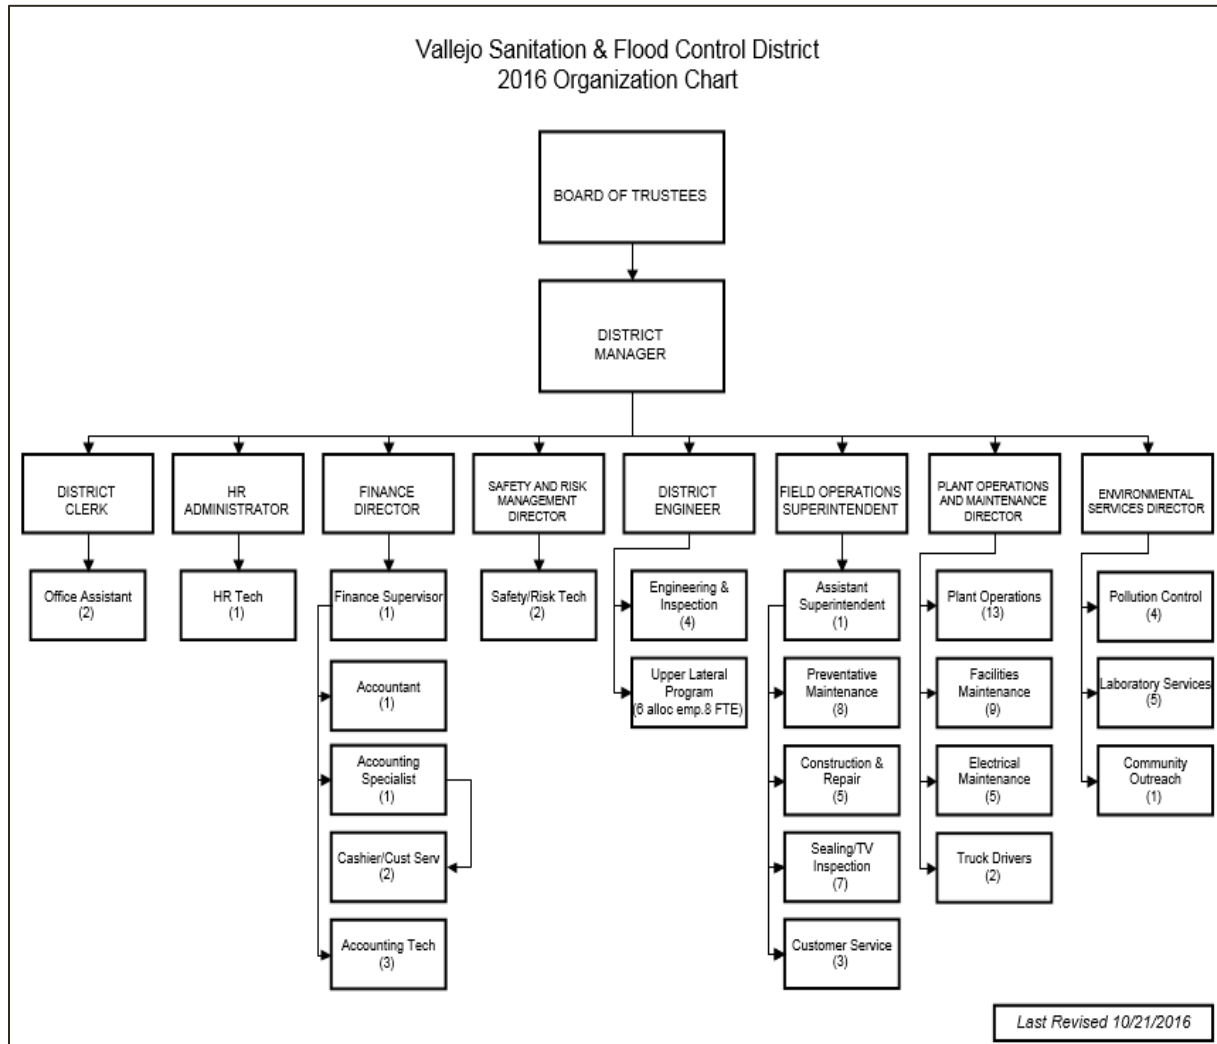 Vallejo Sanitation & Flood Control District
2016 Organization Chart
BOARD OF TRUSTEES
DISTRICT
MANAGER
DISTRICT
CLERK
HR
ADMINISTRATOR
FINANCE
DIRECTOR
SAFETY AND RISK
MANAGEMENT
DIRECTOR
DISTRICT
ENGINEER
FIELD OPERATIONS
SUPERINTENDENT
PLANT OPERATIONS
AND MAINTENANCE
DIRECTOR
ENVIRONMENTAL
SERVICES DIRECTOR
Office Assistant
(2)
HR Tech
(1)
Finance Supervisor
(1)
Safety/Risk Tech
(2)
Engineering &
Inspection
(4)
Assistant
Superintendent
(1)
Plant Operations
(13)
Pollution Control
(4)
Accountant
(1)
Upper Lateral
Program
(6 alloc emp.8 FTE)
Preventative
Maintenance
(8)
Facilities
Maintenance
(9)
Laboratory Services
(5)
Accounting
Specialist
(1)
Construction &
Repair
(5)
Electrical
Maintenance
(5)
Community
Outreach
(1)
Cashier/Cust Serv
(2)
Sealing/TV
Inspection
(7)
Truck Drivers
(2)
Accounting Tech
(3)
Customer Service
(3)
Last Revised 10/21/2016